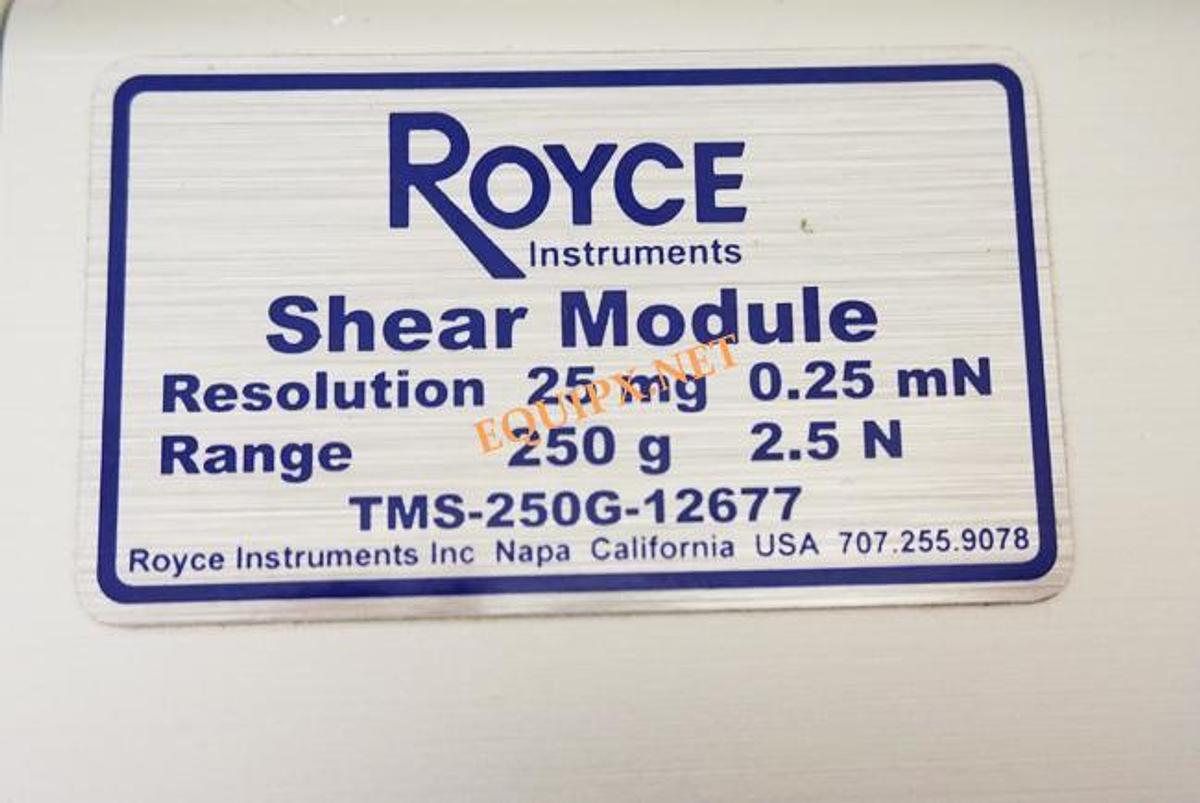 ROYCE
Instruments
Shear Module
Resolution 25 mg 0.25 mN
Range 250 g 2.5 N
EQUIPX.NET
TMS-250G-12677
Royce Instruments Inc Napa California USA 707.255.9078